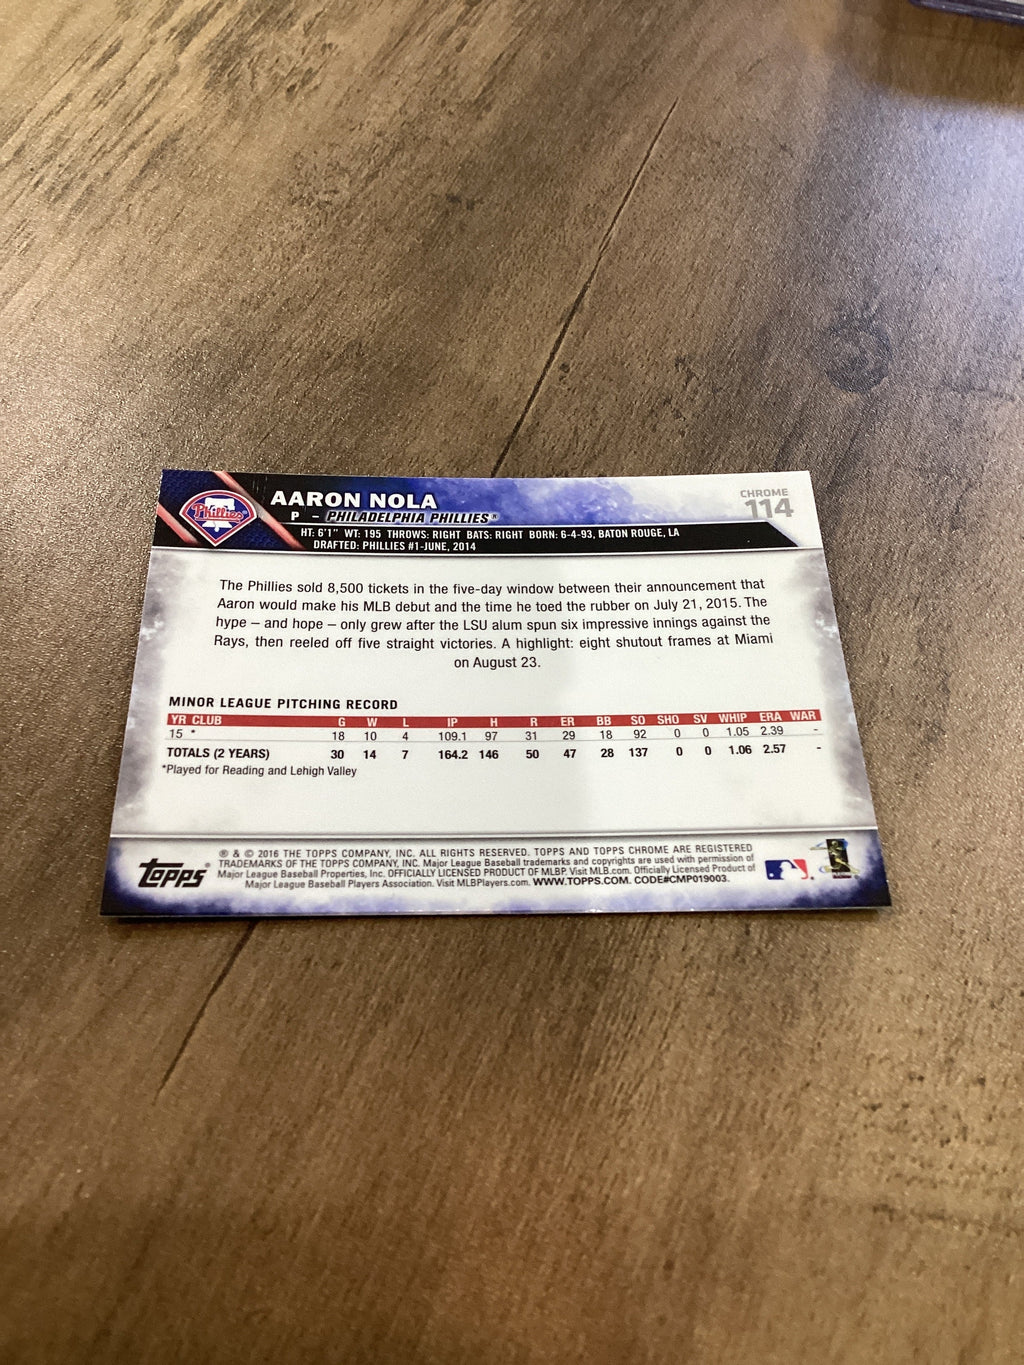 Phillies
AARON NOLA
P – PHILADELPHIA PHILLIES®
CHROME
114
HT: 6'1" WT: 195 THROWS: RIGHT BATS: RIGHT BORN: 6-4-93, BATON ROUGE, LA
DRAFTED: PHILLIES #1-JUNE, 2014
The Phillies sold 8,500 tickets in the five-day window between their announcement that
Aaron would make his MLB debut and the time he toed the rubber on July 21, 2015. The
hype – and hope – only grew after the LSU alum spun six impressive innings against the
Rays, then reeled off five straight victories. A highlight: eight shutout frames at Miami
on August 23.
MINOR LEAGUE PITCHING RECORD
YR CLUB G W L IP H R ER BB SO SHO SV WHIP ERA WAR
15 * 18 10 4 109.1 97 31 29 18 92 0 0 1.05 2.39 -
TOTALS (2 YEARS) 30 14 7 164.2 146 50 47 28 137 0 0 1.06 2.57 -
*Played for Reading and Lehigh Valley
topps®
® & © 2016 THE TOPPS COMPANY, INC. ALL RIGHTS RESERVED. TOPPS AND TOPPS CHROME ARE REGISTERED
TRADEMARKS OF THE TOPPS COMPANY, INC. Major League Baseball trademarks and copyrights are used with permission of
Major League Baseball Properties, Inc. OFFICIALLY LICENSED PRODUCT OF MLBP. Visit MLB.com. Officially Licensed Product of
Major League Baseball Players Association. Visit MLBPlayers.com. WWW.TOPPS.COM. CODE#CMP019003.